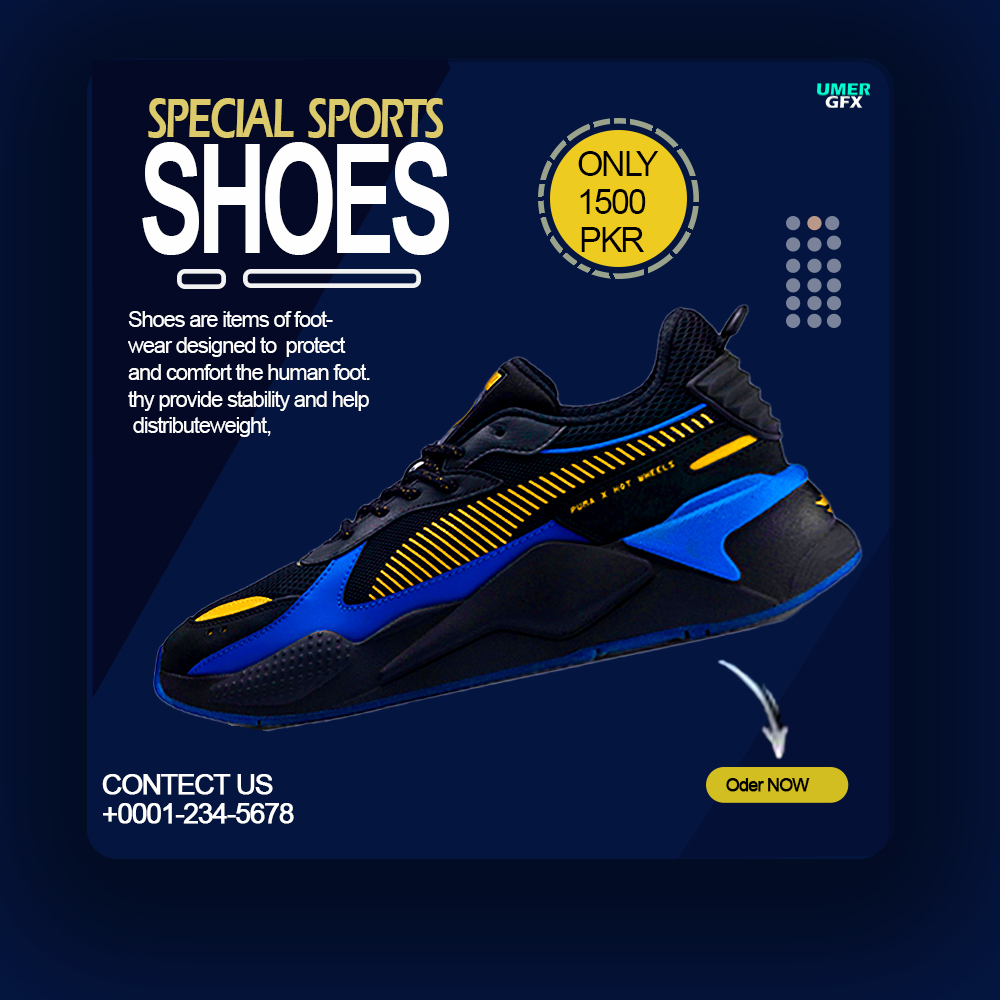 UMER
GFX
SPECIAL SPORTS
SHOES
ONLY
1500
PKR
Shoes are items of foot-
wear designed to  protect
and comfort the human foot.
thy provide stability and help
distributeweight,
PUMA X HOT WHEELS
CONTECT US
+0001-234-5678
Oder NOW